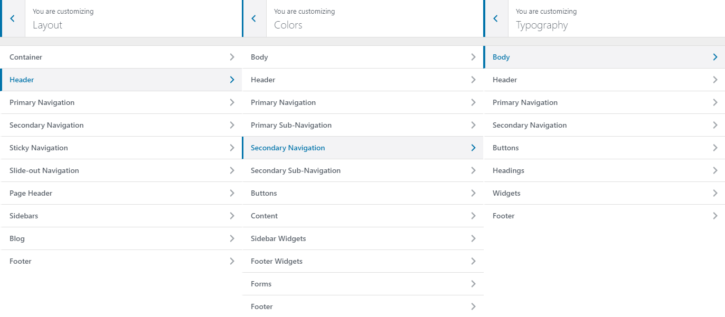 You are customizing
Layout
Container
Header
Primary Navigation
Secondary Navigation
Sticky Navigation
Slide-out Navigation
Page Header
Sidebars
Blog
Footer
You are customizing
Colors
Body
Header
Primary Navigation
Primary Sub-Navigation
Secondary Navigation
Secondary Sub-Navigation
Buttons
Content
Sidebar Widgets
Footer Widgets
Forms
Footer
You are customizing
Typography
Body
Header
Primary Navigation
Secondary Navigation
Buttons
Headings
Widgets
Footer